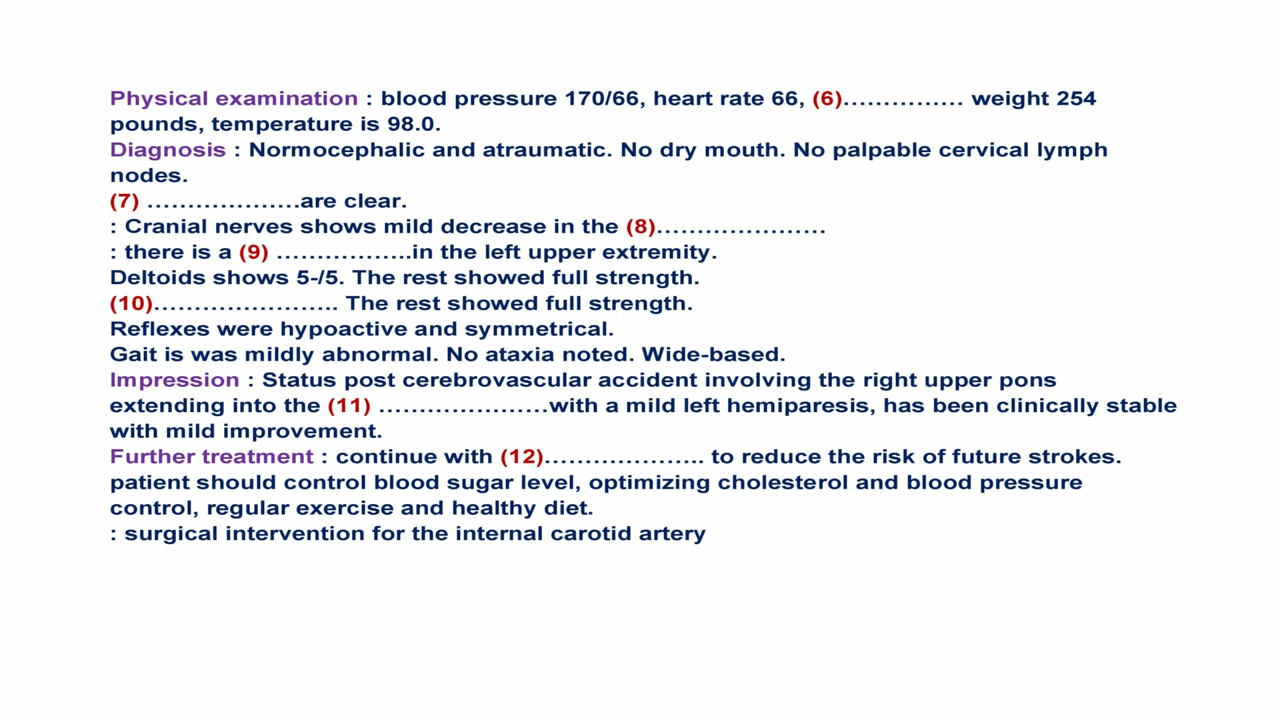 Physical examination : blood pressure 170/66, heart rate 66, (6)…………… weight 254
pounds, temperature is 98.0.
Diagnosis : Normocephalic and atraumatic. No dry mouth. No palpable cervical lymph
nodes.
(7) ……………….are clear.
: Cranial nerves shows mild decrease in the (8)…………………
: there is a (9) ……………..in the left upper extremity.
Deltoids shows 5-/5. The rest showed full strength.
(10)………………….. The rest showed full strength.
Reflexes were hypoactive and symmetrical.
Gait is was mildly abnormal. No ataxia noted. Wide-based.
Impression : Status post cerebrovascular accident involving the right upper pons
extending into the (11) …………………with a mild left hemiparesis, has been clinically stable
with mild improvement.
Further treatment : continue with (12)……………….. to reduce the risk of future strokes.
patient should control blood sugar level, optimizing cholesterol and blood pressure
control, regular exercise and healthy diet.
: surgical intervention for the internal carotid artery